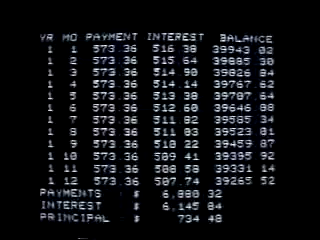 YR MO PAYMENT INTEREST BALANCE
1 1 573.36 516.38 39943.02
1 2 573.36 515.64 39885.30
1 3 573.36 514.90 39826.84
1 4 573.36 514.14 39767.62
1 5 573.36 513.38 39707.64
1 6 573.36 512.60 39646.88
1 7 573.36 511.82 39585.34
1 8 573.36 511.03 39523.01
1 9 573.36 510.22 39459.87
1 10 573.36 509.41 39395.92
1 11 573.36 508.58 39331.14
1 12 573.36 507.74 39265.52
PAYMENTS : $ 6,880.32
INTEREST : $ 6,145.84
PRINCIPAL : $ 734.48